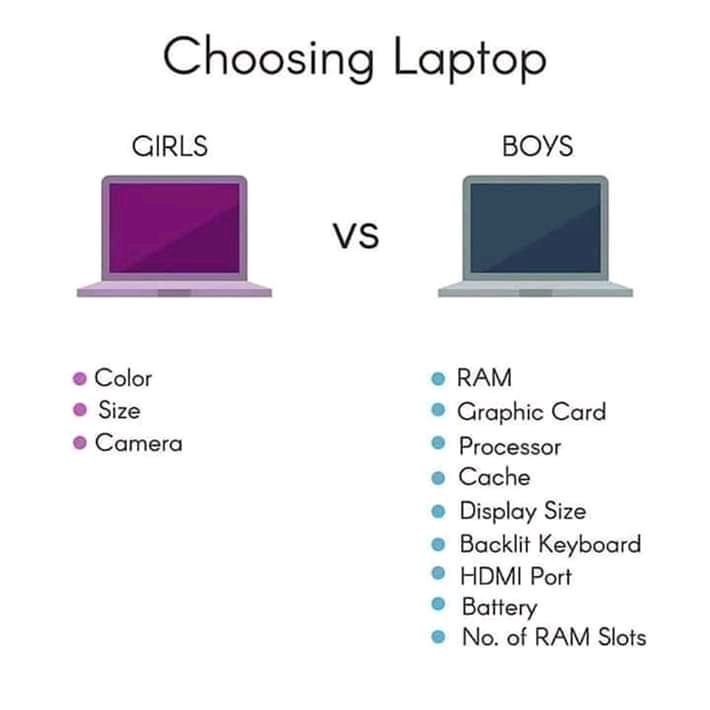 Choosing Laptop
GIRLS
VS
BOYS
Color
Size
Camera
RAM
Graphic Card
Processor
Cache
Display Size
Backlit Keyboard
HDMI Port
Battery
No. of RAM Slots